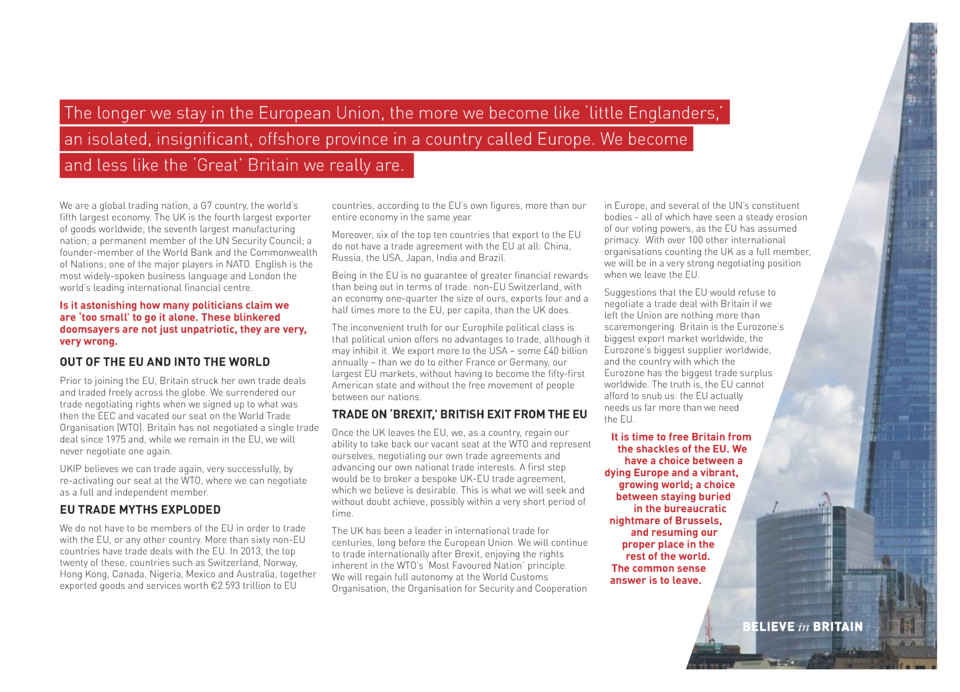 The longer we stay in the European Union, the more we become like ‘little Englanders,’
an isolated, insignificant, offshore province in a country called Europe. We become
and less like the ‘Great’ Britain we really are.
We are a global trading nation, a G7 country, the world’s
fifth largest economy. The UK is the fourth largest exporter
of goods worldwide; the seventh largest manufacturing
nation; a permanent member of the UN Security Council; a
founder-member of the World Bank and the Commonwealth
of Nations; one of the major players in NATO. English is the
most widely-spoken business language and London the
world’s leading international financial centre.
Is it astonishing how many politicians claim we
are ‘too small’ to go it alone. These blinkered
doomsayers are not just unpatriotic, they are very,
very wrong.
OUT OF THE EU AND INTO THE WORLD
Prior to joining the EU, Britain struck her own trade deals
and traded freely across the globe. We surrendered our
trade negotiating rights when we signed up to what was
then the EEC and vacated our seat on the World Trade
Organisation (WTO). Britain has not negotiated a single trade
deal since 1975 and, while we remain in the EU, we will
never negotiate one again.
UKIP believes we can trade again, very successfully, by
re-activating our seat at the WTO, where we can negotiate
as a full and independent member.
EU TRADE MYTHS EXPLODED
We do not have to be members of the EU in order to trade
with the EU, or any other country. More than sixty non-EU
countries have trade deals with the EU. In 2013, the top
twenty of these, countries such as Switzerland, Norway,
Hong Kong, Canada, Nigeria, Mexico and Australia, together
exported goods and services worth €2.593 trillion to EU
countries, according to the EU’s own figures, more than our
entire economy in the same year.
Moreover, six of the top ten countries that export to the EU
do not have a trade agreement with the EU at all: China,
Russia, the USA, Japan, India and Brazil.
Being in the EU is no guarantee of greater financial rewards
than being out in terms of trade: non-EU Switzerland, with
an economy one-quarter the size of ours, exports four and a
half times more to the EU, per capita, than the UK does.
The inconvenient truth for our Europhile political class is
that political union offers no advantages to trade, although it
may inhibit it. We export more to the USA – some £40 billion
annually – than we do to either France or Germany, our
largest EU markets, without having to become the fifty-first
American state and without the free movement of people
between our nations.
TRADE ON ‘BREXIT,’ BRITISH EXIT FROM THE EU
Once the UK leaves the EU, we, as a country, regain our
ability to take back our vacant seat at the WTO and represent
ourselves, negotiating our own trade agreements and
advancing our own national trade interests. A first step
would be to broker a bespoke UK-EU trade agreement,
which we believe is desirable. This is what we will seek and
without doubt achieve, possibly within a very short period of
time.
The UK has been a leader in international trade for
centuries, long before the European Union. We will continue
to trade internationally after Brexit, enjoying the rights
inherent in the WTO’s ‘Most Favoured Nation’ principle.
We will regain full autonomy at the World Customs
Organisation, the Organisation for Security and Cooperation
in Europe, and several of the UN’s constituent
bodies - all of which have seen a steady erosion
of our voting powers, as the EU has assumed
primacy. With over 100 other international
organisations counting the UK as a full member,
we will be in a very strong negotiating position
when we leave the EU.
Suggestions that the EU would refuse to
negotiate a trade deal with Britain if we
left the Union are nothing more than
scaremongering. Britain is the Eurozone’s
biggest export market worldwide, the
Eurozone’s biggest supplier worldwide,
and the country with which the
Eurozone has the biggest trade surplus
worldwide. The truth is, the EU cannot
afford to snub us: the EU actually
needs us far more than we need
the EU.
It is time to free Britain from
the shackles of the EU. We
have a choice between a
dying Europe and a vibrant,
growing world; a choice
between staying buried
in the bureaucratic
nightmare of Brussels,
and resuming our
proper place in the
rest of the world.
The common sense
answer is to leave.
BELIEVE in BRITAIN